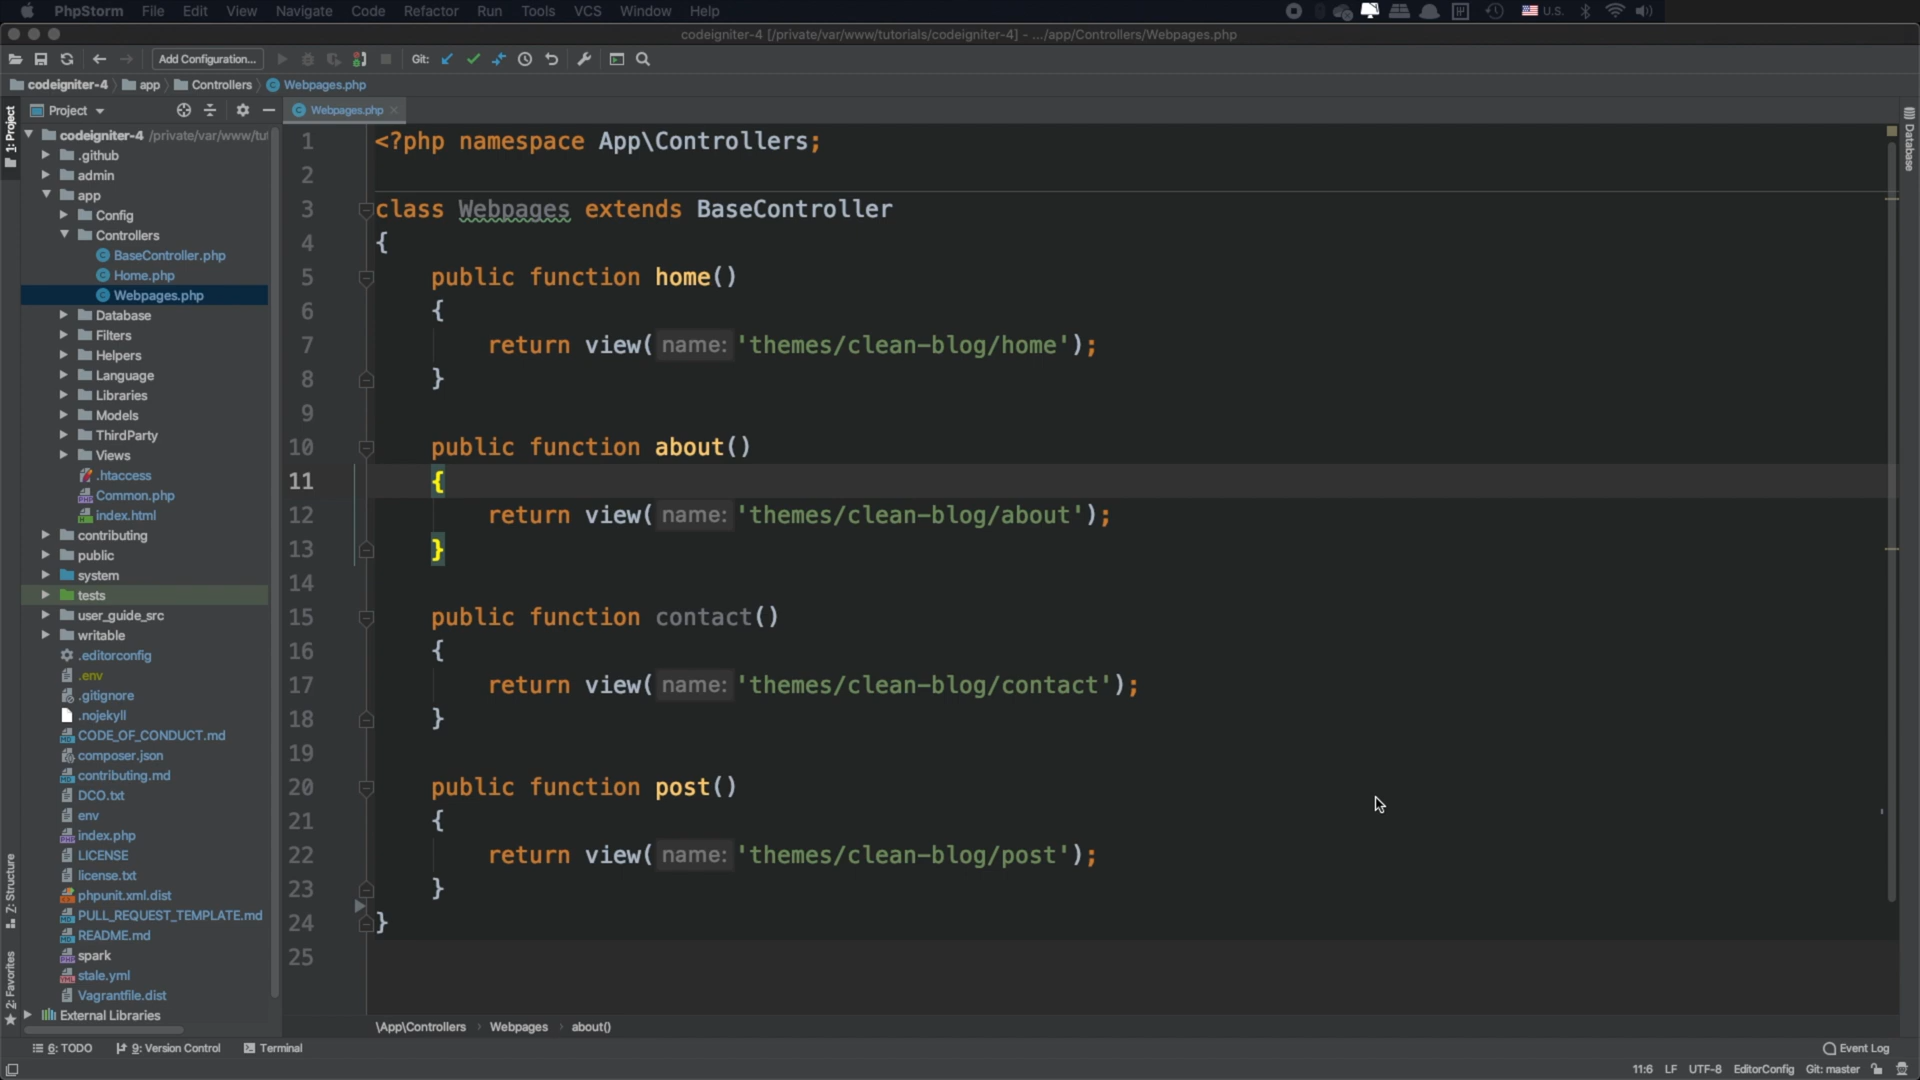 PhpStorm File Edit View Navigate Code Refactor Run Tools VCS Window Help U.S.
codeigniter-4 [/private/var/www/tutorials/codeigniter-4] - .../app/Controllers/Webpages.php
Add Configuration... Git:
codeigniter-4 app Controllers Webpages.php
Project
Webpages.php
1: Project
Database
codeigniter-4 /private/var/www/tut
.github
admin
app
Config
Controllers
BaseController.php
Home.php
Webpages.php
Database
Filters
Helpers
Language
Libraries
Models
ThirdParty
Views
.htaccess
Common.php
index.html
contributing
public
system
tests
user_guide_src
writable
.editorconfig
.env
.gitignore
.nojekyll
CODE_OF_CONDUCT.md
composer.json
contributing.md
DCO.txt
env
index.php
LICENSE
license.txt
phpunit.xml.dist
PULL_REQUEST_TEMPLATE.md
README.md
spark
stale.yml
Vagrantfile.dist
External Libraries
Z: Structure
2: Favorites
1 <?php namespace App\Controllers;
2
3 class Webpages extends BaseController
4 {
5 public function home()
6 {
7 return view( name: 'themes/clean-blog/home');
8 }
9
10 public function about()
11 {
12 return view( name: 'themes/clean-blog/about');
13 }
14
15 public function contact()
16 {
17 return view( name: 'themes/clean-blog/contact');
18 }
19
20 public function post()
21 {
22 return view( name: 'themes/clean-blog/post');
23 }
24 }
25
\App\Controllers › Webpages › about()
6: TODO 9: Version Control Terminal Event Log
11:6 LF UTF-8 EditorConfig Git: master